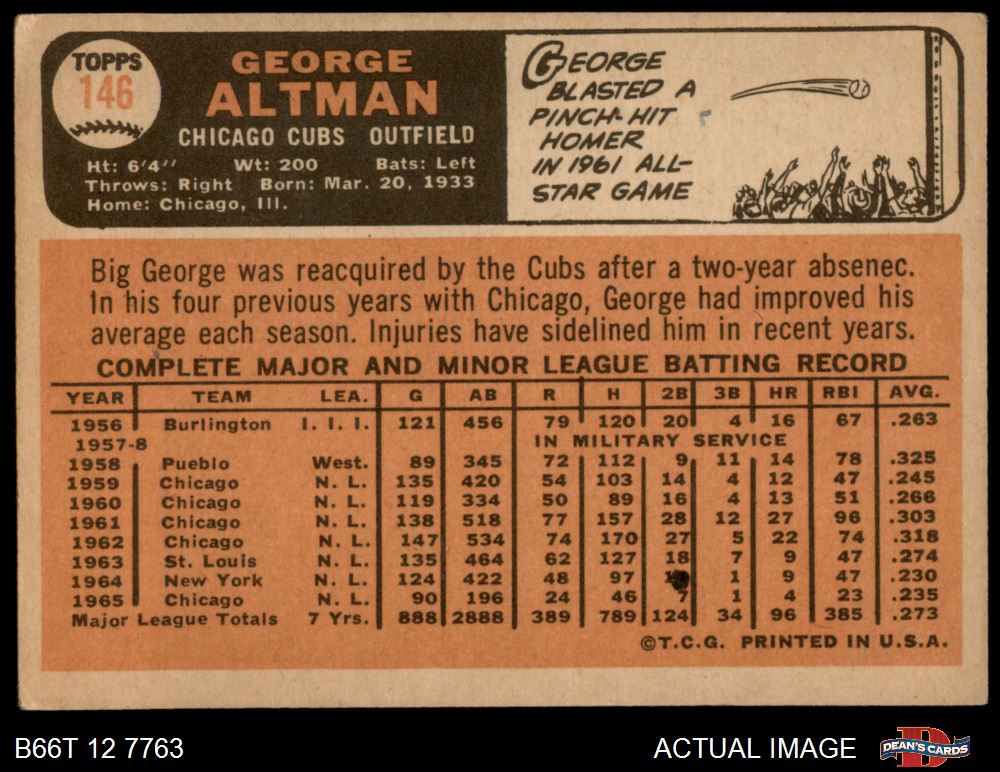 TOPPS
146
GEORGE
ALTMAN
CHICAGO CUBS OUTFIELD
Ht: 6'4" Wt: 200 Bats: Left
Throws: Right Born: Mar. 20, 1933
Home: Chicago, Ill.
GEORGE
BLASTED A
PINCH-HIT
HOMER
IN 1961 ALL-
STAR GAME
Big George was reacquired by the Cubs after a two-year absenec.
In his four previous years with Chicago, George had improved his
average each season. Injuries have sidelined him in recent years.
COMPLETE MAJOR AND MINOR LEAGUE BATTING RECORD
YEAR TEAM LEA. G AB R H 2B 3B HR RBI AVG.
1956 Burlington I. I. I. 121 456 79 120 20 4 16 67 .263
1957-8 IN MILITARY SERVICE
1958 Pueblo West. 89 345 72 112 9 11 14 78 .325
1959 Chicago N. L. 135 420 54 103 14 4 12 47 .245
1960 Chicago N. L. 119 334 50 89 16 4 13 51 .266
1961 Chicago N. L. 138 518 77 157 28 12 27 96 .303
1962 Chicago N. L. 147 534 74 170 27 5 22 74 .318
1963 St. Louis N. L. 135 464 62 127 18 7 9 47 .274
1964 New York N. L. 124 422 48 97 1 9 47 .230
1965 Chicago N. L. 90 196 24 46 7 1 4 23 .235
Major League Totals 7 Yrs. 888 2888 389 789 124 34 96 385 .273
©T.C.G. PRINTED IN U.S.A.
B66T 12 7763
ACTUAL IMAGE
DEAN'S CARDS